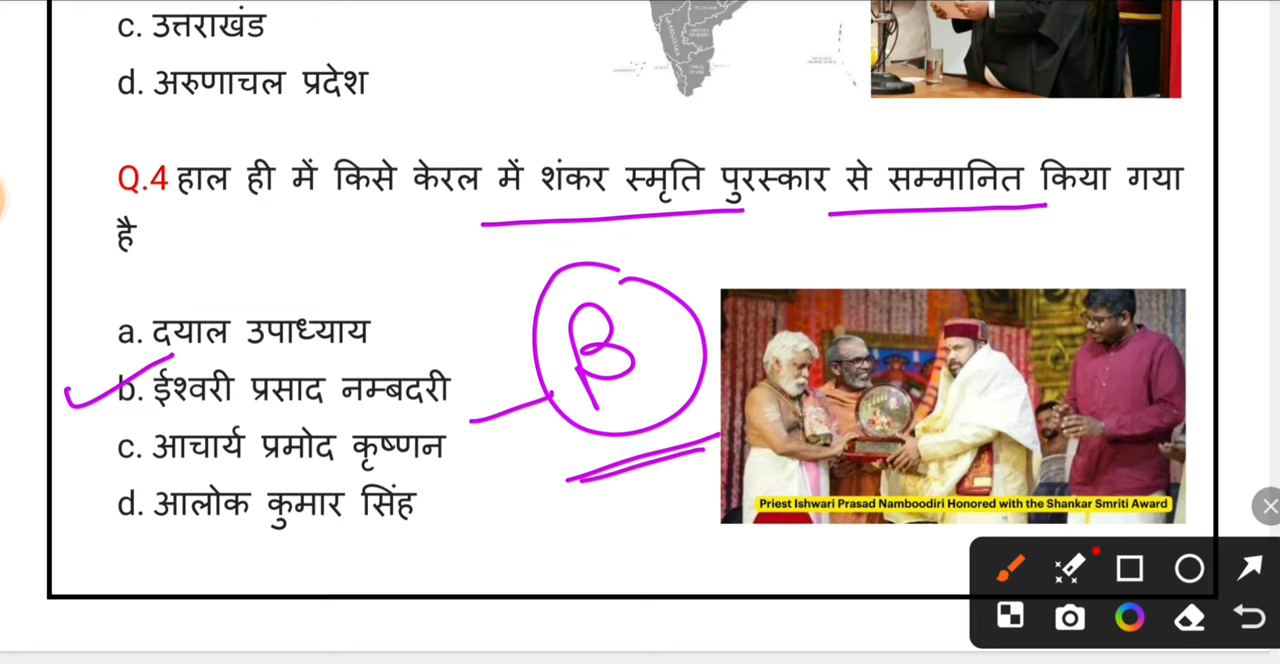 c. उत्तराखंड
d. अरुणाचल प्रदेश
Q.4 हाल ही में किसे केरल में शंकर स्मृति पुरस्कार से सम्मानित किया गया
है
a. दयाल उपाध्याय
b. ईश्वरी प्रसाद नम्बदरी
B
c. आचार्य प्रमोद कृष्णन
d. आलोक कुमार सिंह
Priest Ishwari Prasad Namboodiri Honored with the Shankar Smriti Award